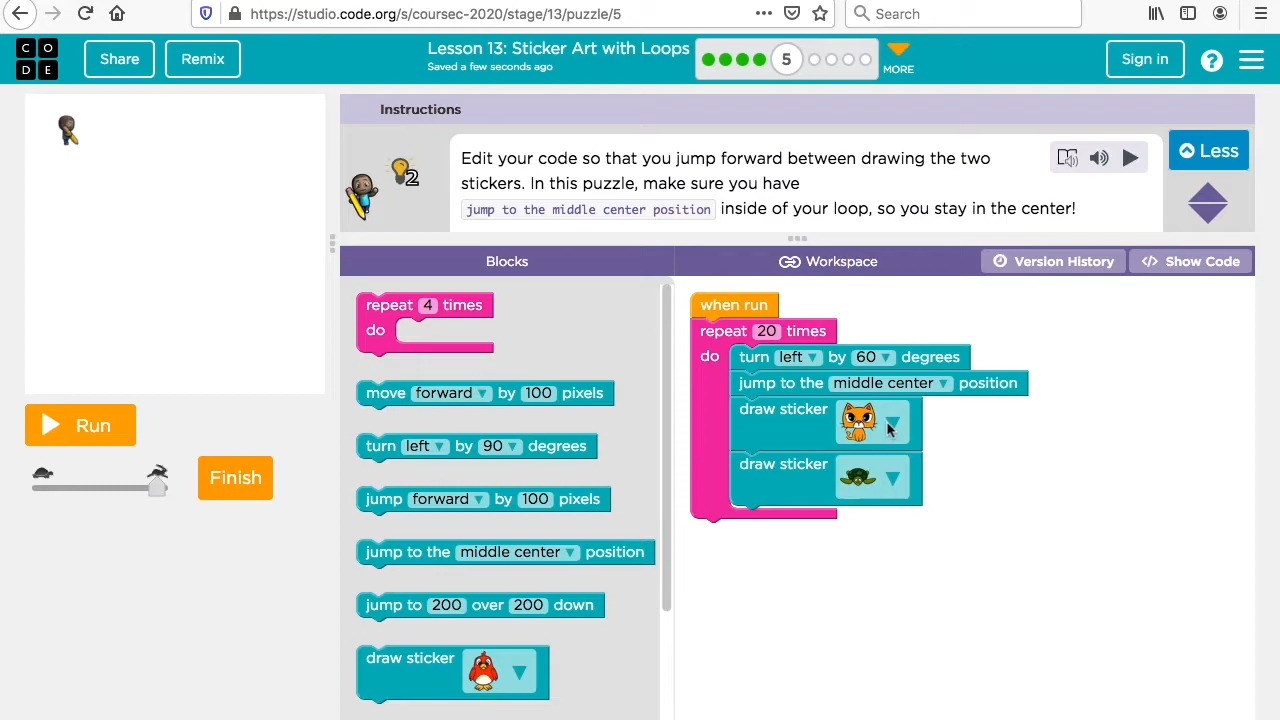 https://studio.code.org/s/coursec-2020/stage/13/puzzle/5
Search
C O
D E
Share
Remix
Lesson 13: Sticker Art with Loops
Saved a few seconds ago
5
MORE
Sign in
?
Instructions
2
Edit your code so that you jump forward between drawing the two
stickers. In this puzzle, make sure you have
jump to the middle center position inside of your loop, so you stay in the center!
Less
Blocks
Workspace
Version History
</> Show Code
Run
Finish
repeat 4 times
do
move forward by 100 pixels
turn left by 90 degrees
jump forward by 100 pixels
jump to the middle center position
jump to 200 over 200 down
draw sticker
when run
repeat 20 times
do turn left by 60 degrees
jump to the middle center position
draw sticker
draw sticker